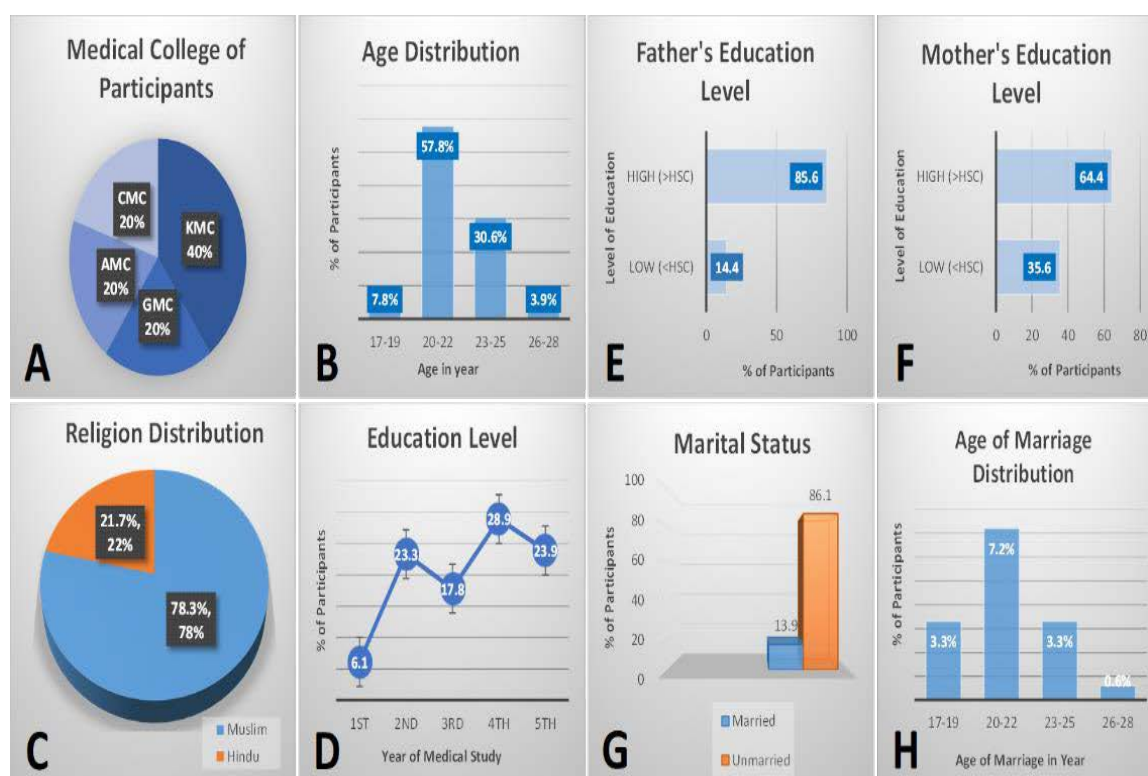 Medical College of
Participants
CMC
20%
KMC
40%
AMC
20%
GMC
20%
A
Age Distribution
% of Participants
57.8%
30.6%
7.8%
3.9%
17-19 20-22 23-25 26-28
Age in year
B
Father's Education
Level
Level of Education
HIGH (>HSC)
85.6
LOW (<HSC)
14.4
0 50 100
% of Participants
E
Mother's Education
Level
Level of Education
HIGH (>HSC)
64.4
LOW (<HSC)
35.6
0 20 40 60 80
% of Participants
F
Religion Distribution
21.7%,
22%
78.3%,
78%
Muslim
Hindu
C
Education Level
% of Participants
6.1
23.3
17.8
28.9
23.9
1ST 2ND 3RD 4TH 5TH
Year of Medical Study
D
Marital Status
% of Participants
100
80
60
40
20
0
86.1
13.9
Married
Unmarried
G
Age of Marriage
Distribution
% of Participants
7.2%
3.3%
3.3%
0.6%
17-19 20-22 23-25 26-28
Age of Marriage in Year
H